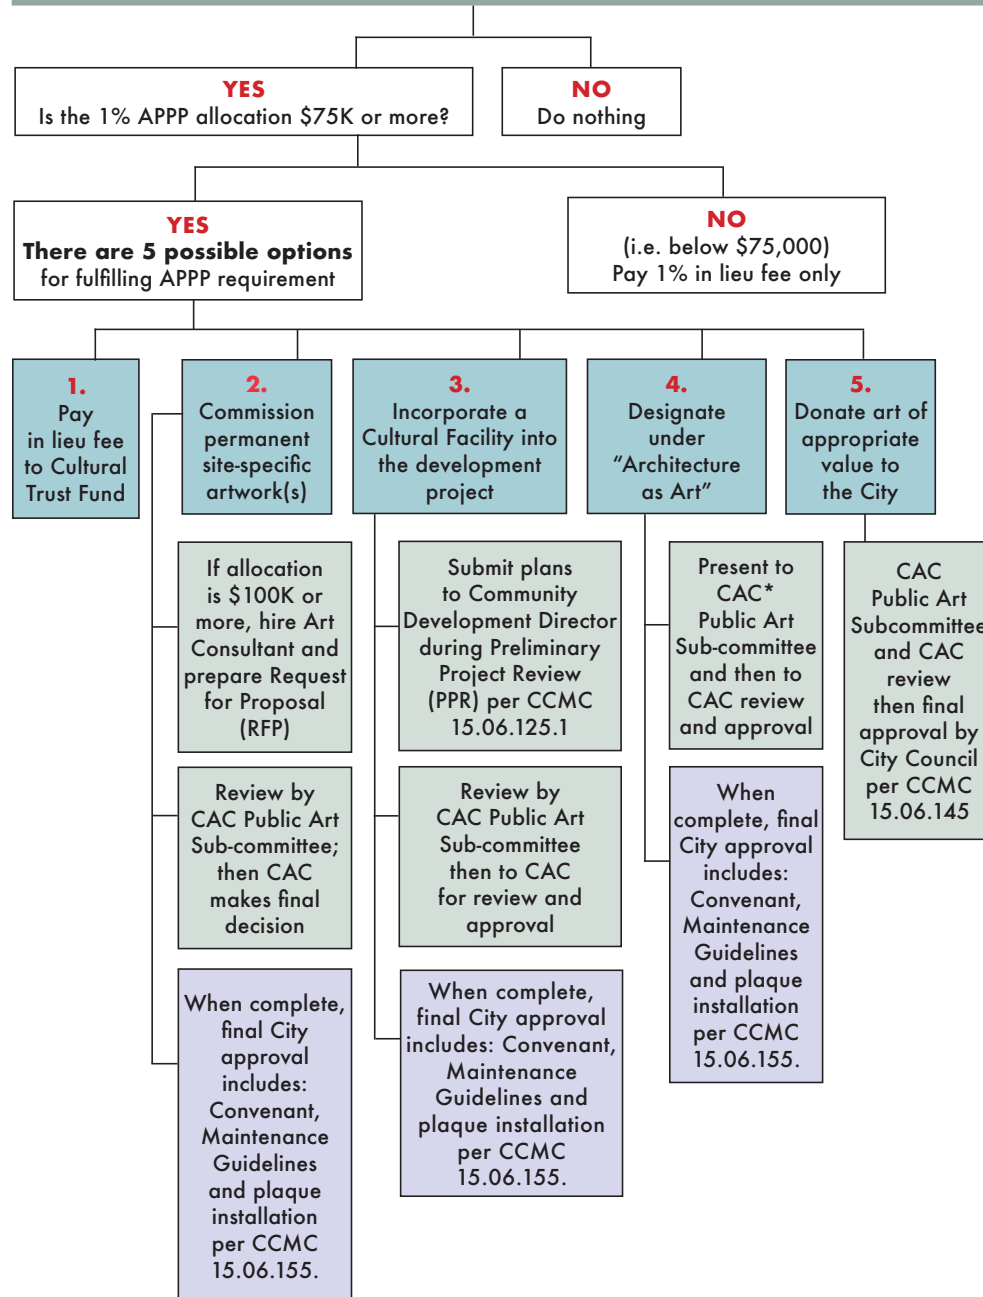 YES
Is the 1% APPP allocation $75K or more?
NO
Do nothing
YES
There are 5 possible options
for fulfilling APPP requirement
NO
(i.e. below $75,000)
Pay 1% in lieu fee only
1.
Pay
in lieu fee
to Cultural
Trust Fund
2.
Commission
permanent
site-specific
artwork(s)
3.
Incorporate a
Cultural Facility into
the development
project
4.
Designate
under
“Architecture
as Art”
5.
Donate art of
appropriate
value to
the City
If allocation
is $100K or
more, hire Art
Consultant and
prepare Request
for Proposal
(RFP)
Submit plans
to Community
Development Director
during Preliminary
Project Review
(PPR) per CCMC
15.06.125.1
Present to
CAC*
Public Art
Sub-committee
and then to
CAC review
and approval
CAC
Public Art
Subcommittee
and CAC
review
then final
approval by
City Council
per CCMC
15.06.145
Review by
CAC Public Art
Sub-committee;
then CAC
makes final
decision
Review by
CAC Public Art
Sub-committee
then to CAC
for review and
approval
When
complete, final
City approval
includes:
Convenant,
Maintenance
Guidelines
and plaque
installation
per CCMC
15.06.155.
When complete,
final City
approval
includes:
Convenant,
Maintenance
Guidelines
and plaque
installation
per CCMC
15.06.155.
When complete,
final City approval
includes: Convenant,
Maintenance
Guidelines and
plaque installation
per CCMC
15.06.155.